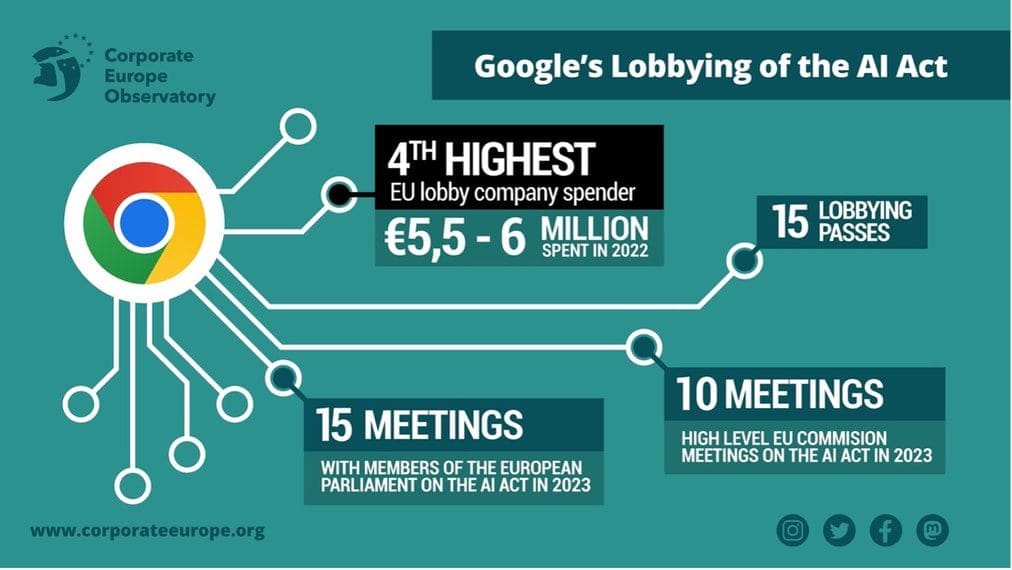 Corporate
Europe
Observatory
Google's Lobbying of the AI Act
4TH HIGHEST
EU lobby company spender
€5,5 - 6 MILLION
SPENT IN 2022
15 LOBBYING
PASSES
10 MEETINGS
HIGH LEVEL EU COMMISION
MEETINGS ON THE AI ACT IN 2023
15 MEETINGS
WITH MEMBERS OF THE EUROPEAN
PARLIAMENT ON THE AI ACT IN 2023
www.corporateeurope.org